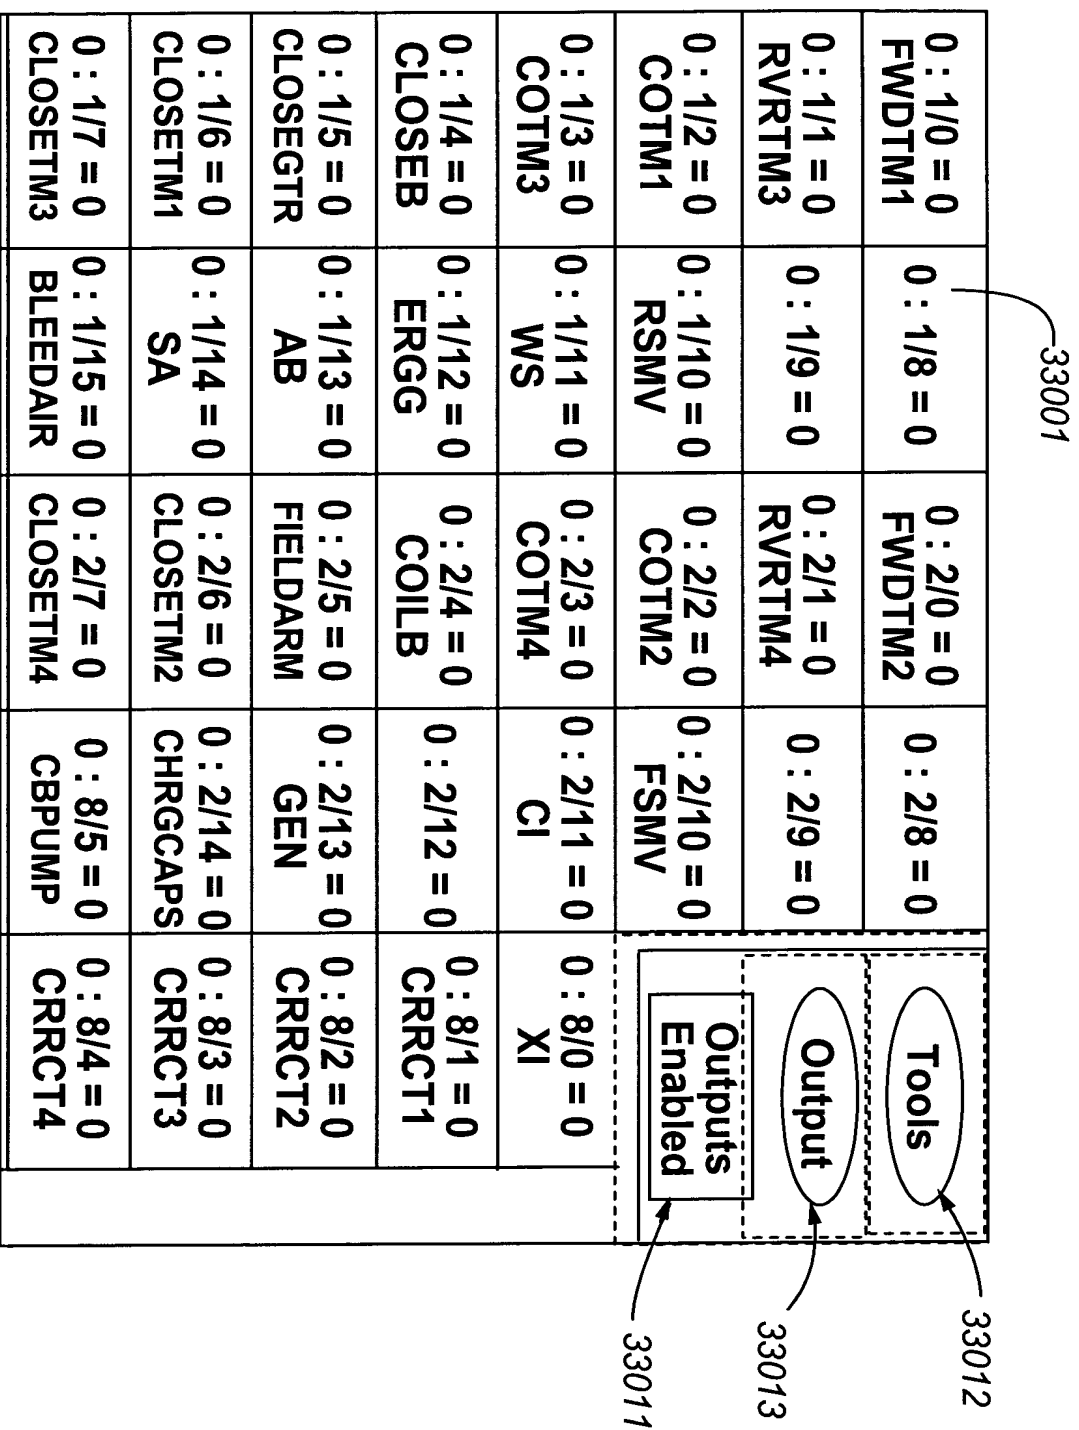 33001
0 : 1/0 = 0
FWDTM1
0 : 1/8 = 0
0 : 2/0 = 0
FWDTM2
0 : 2/8 = 0
Tools
33012
0 : 1/1 = 0
RVRTM3
0 : 1/9 = 0
0 : 2/1 = 0
RVRTM4
0 : 2/9 = 0
Output
33013
0 : 1/2 = 0
COTM1
0 : 1/10 = 0
RSMV
0 : 2/2 = 0
COTM2
0 : 2/10 = 0
FSMV
Outputs
Enabled
33011
0 : 1/3 = 0
COTM3
0 : 1/11 = 0
WS
0 : 2/3 = 0
COTM4
0 : 2/11 = 0
CI
0 : 8/0 = 0
XI
0 : 1/4 = 0
CLOSEB
0 : 1/12 = 0
ERGG
0 : 2/4 = 0
COILB
0 : 2/12 = 0
0 : 8/1 = 0
CRRCT1
0 : 1/5 = 0
CLOSEGTR
0 : 1/13 = 0
AB
0 : 2/5 = 0
FIELDARM
0 : 2/13 = 0
GEN
0 : 8/2 = 0
CRRCT2
0 : 1/6 = 0
CLOSETM1
0 : 1/14 = 0
SA
0 : 2/6 = 0
CLOSETM2
0 : 2/14 = 0
CHRGCAPS
0 : 8/3 = 0
CRRCT3
0 : 1/7 = 0
CLOSETM3
0 : 1/15 = 0
BLEEDAIR
0 : 2/7 = 0
CLOSETM4
0 : 8/5 = 0
CBPUMP
0 : 8/4 = 0
CRRCT4